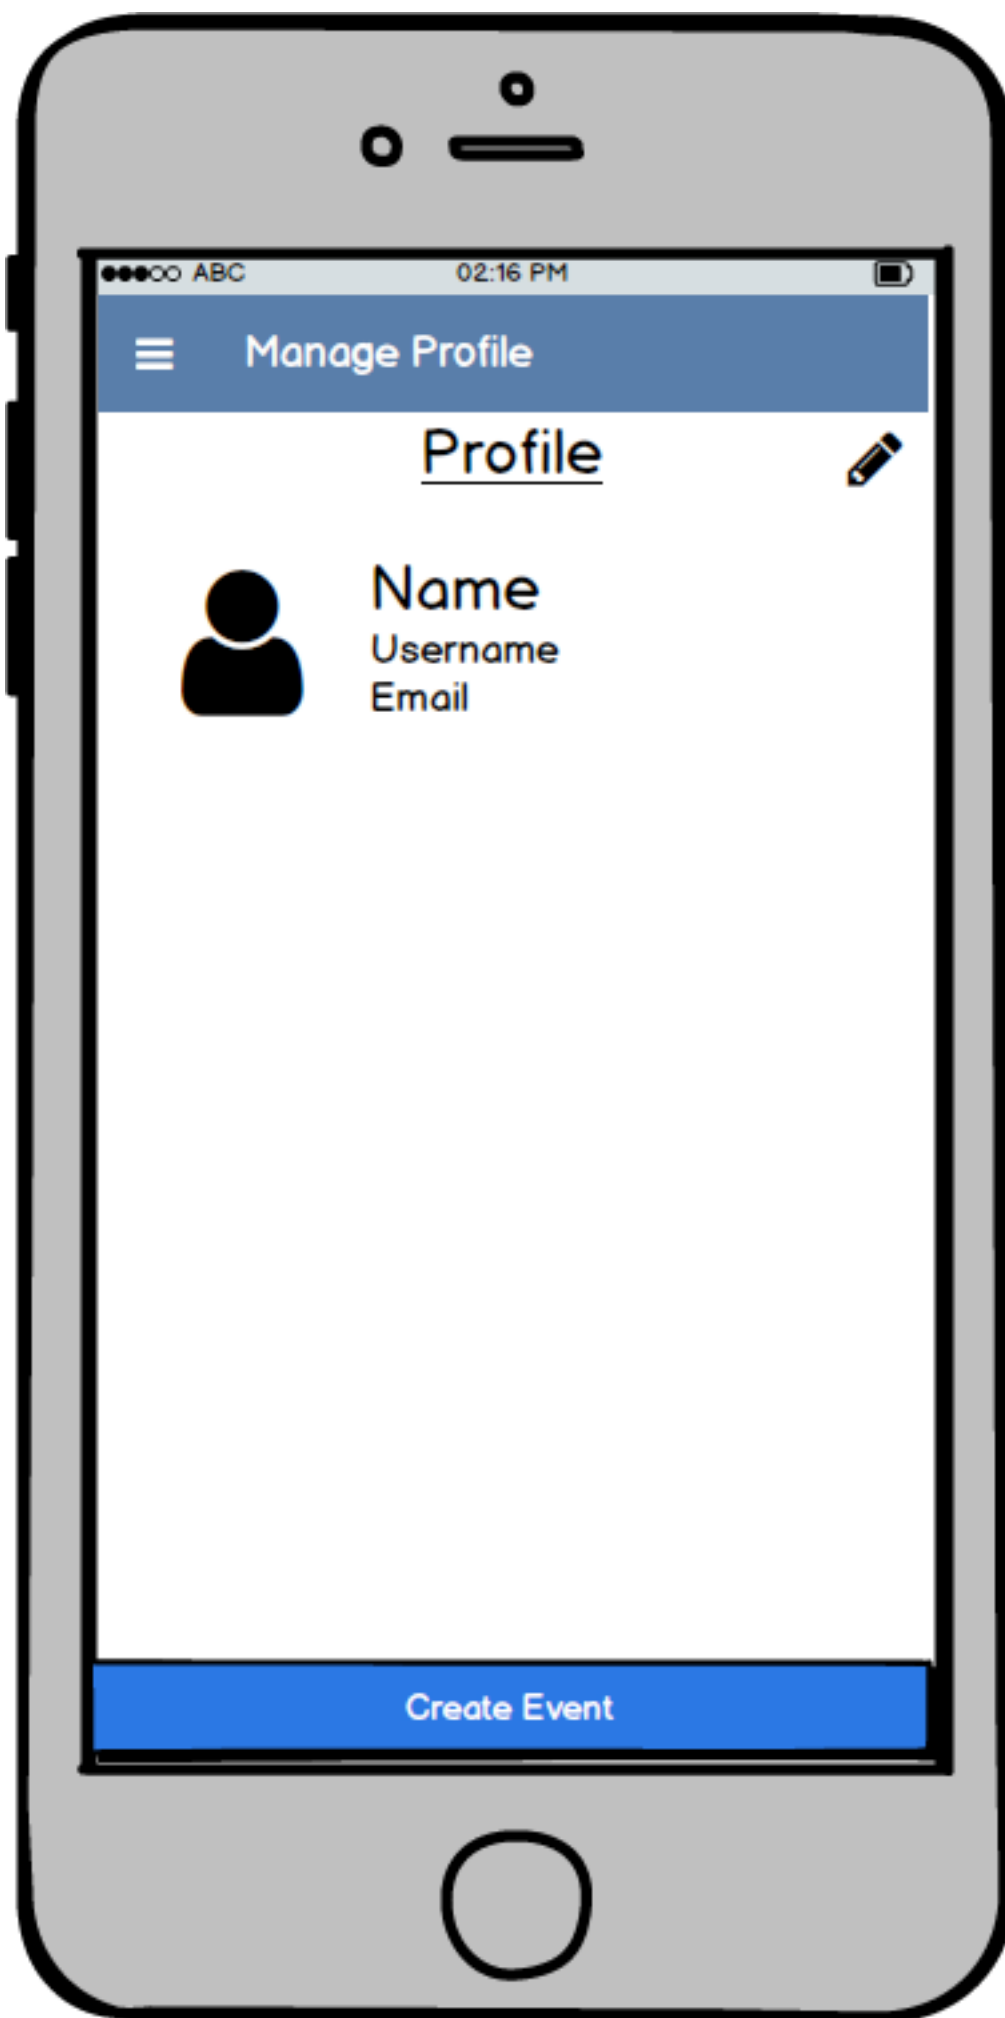 ABC 02:16 PM
Manage Profile
Profile
Name
Username
Email
Create Event